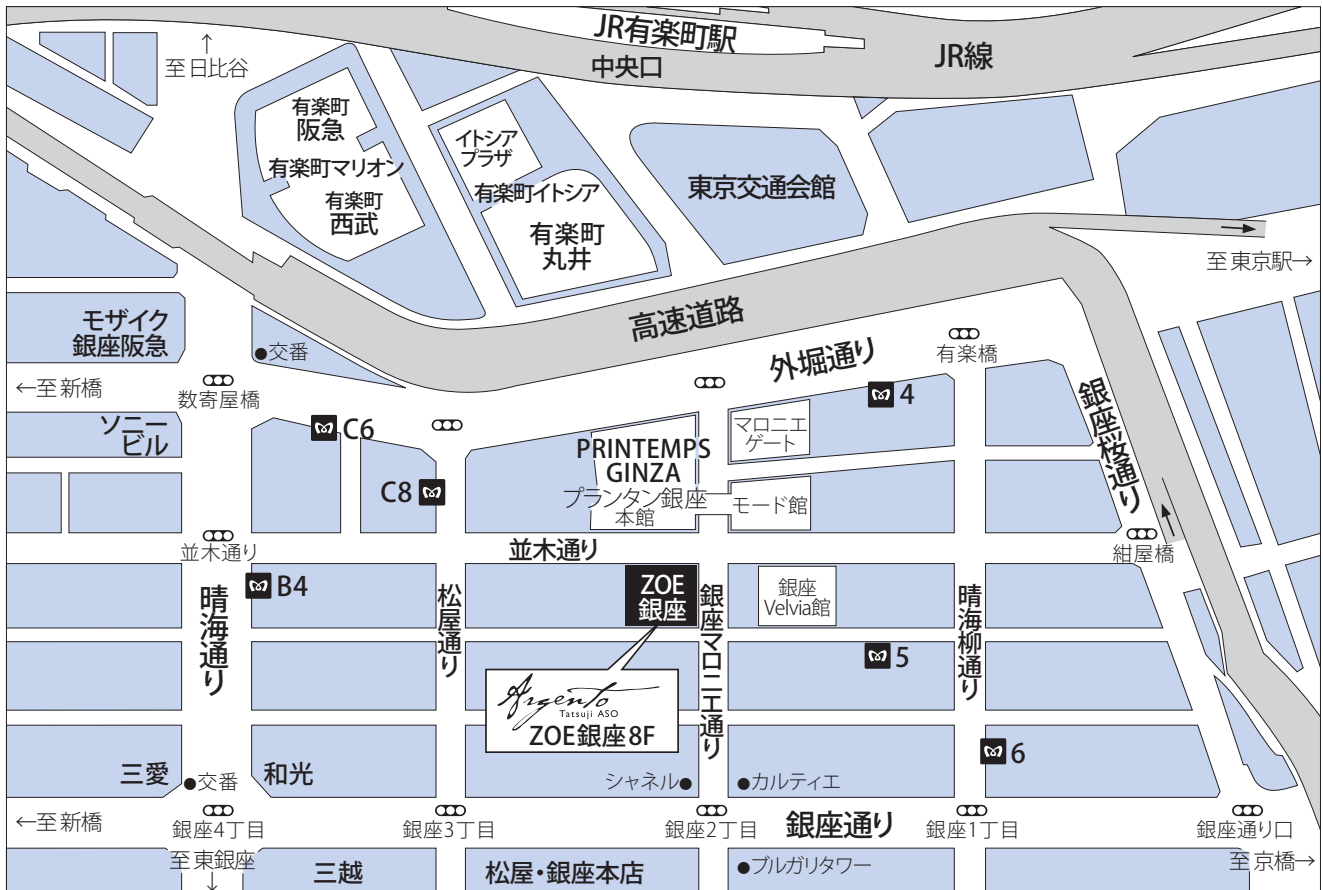 JR有楽町駅
中央口
JR線
↑
至日比谷
有楽町
阪急
有楽町マリオン
有楽町
西武
イトシア
プラザ
有楽町イトシア
有楽町
丸井
東京交通会館
至東京駅→
高速道路
モザイク
銀座阪急
●交番
外堀通り
有楽橋
←至新橋
数寄屋橋
ソニー
ビル
C6
C8
PRINTEMPS
GINZA
プランタン銀座
本館
マロニエ
ゲート
4
モード館
銀座桜通り
並木通り
並木通り
紺屋橋
B4
晴海通り
松屋通り
ZOE
銀座
銀座マロニエ通り
銀座
Velvia館
晴海柳通り
5
Argento
Tatsuji ASO
ZOE銀座8F
6
三愛
●交番
和光
シャネル●
●カルティエ
←至新橋
銀座4丁目
銀座3丁目
銀座2丁目
銀座通り
銀座1丁目
銀座通り口
至東銀座
↓
三越
松屋・銀座本店
●ブルガリタワー
至京橋→